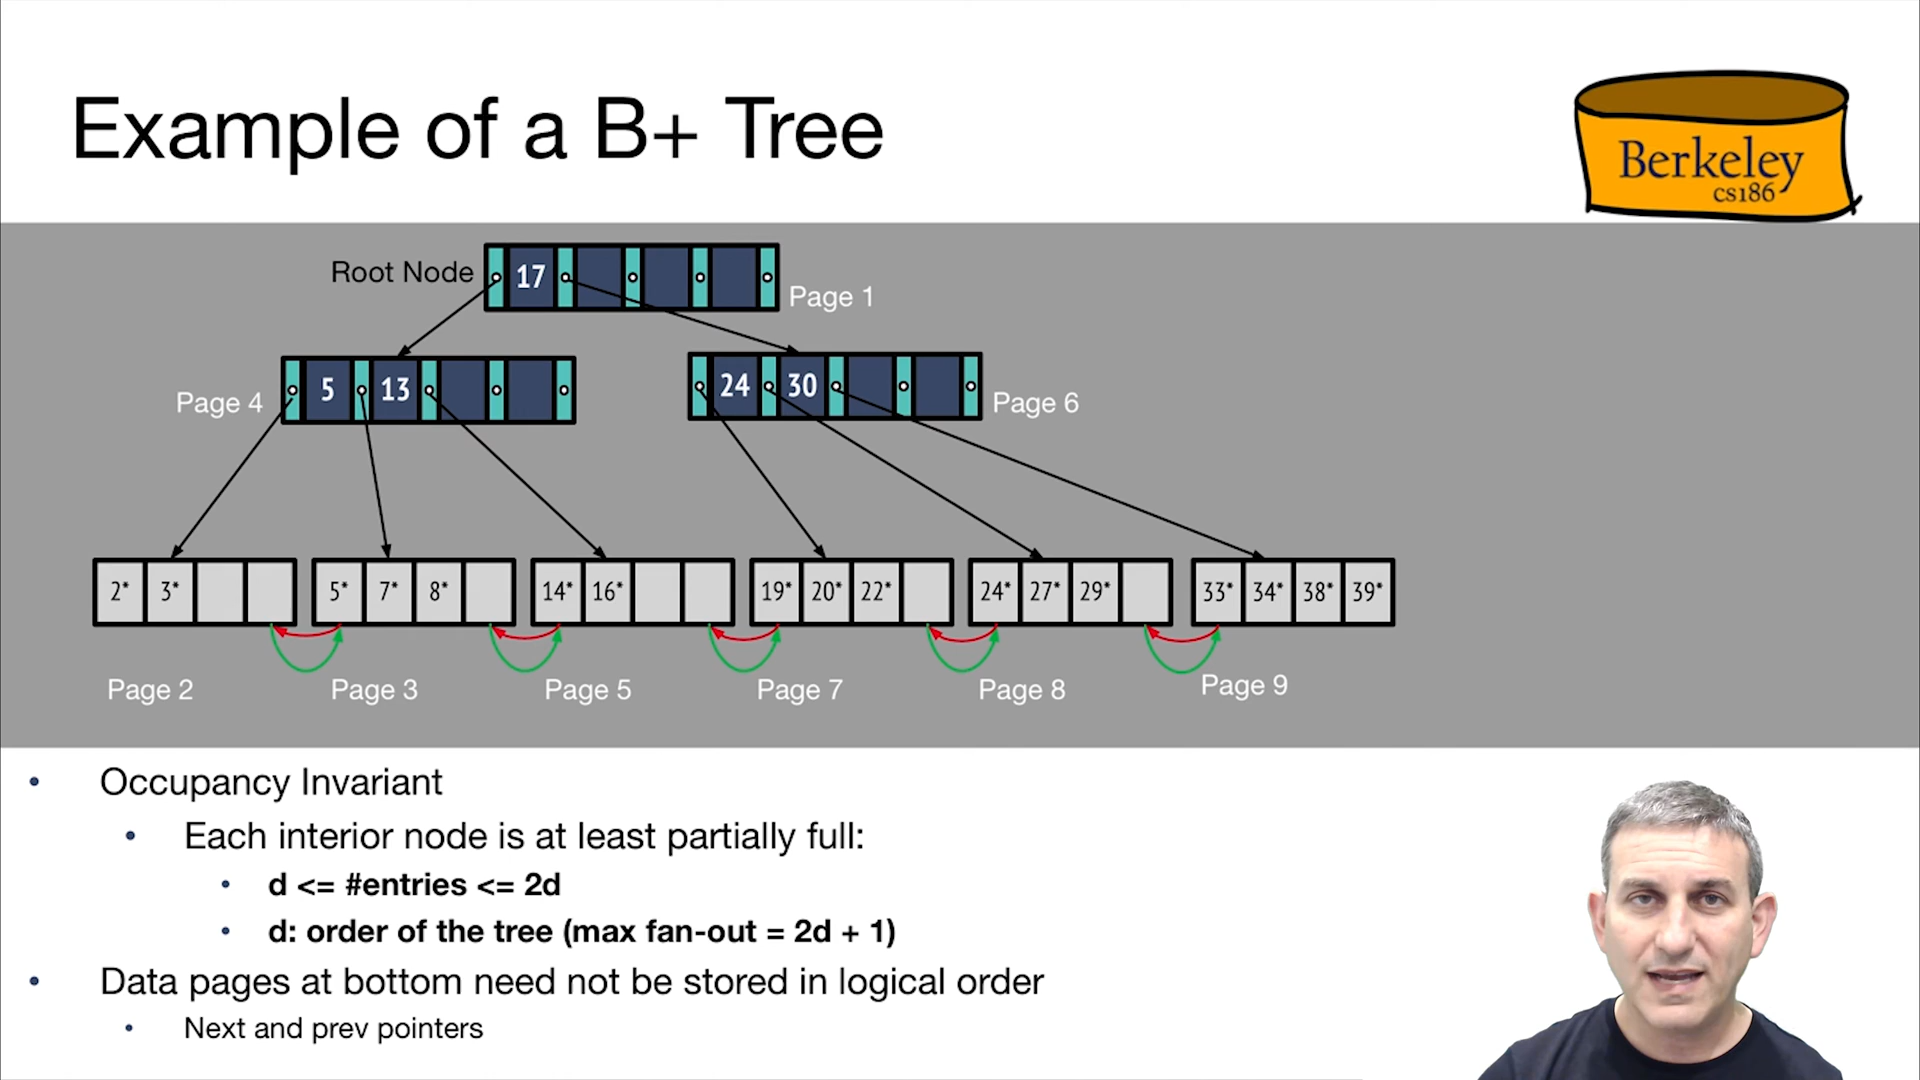 Example of a B+ Tree
Berkeley
cs186
Root Node
17
Page 1
Page 4
5 13
24 30
Page 6
2* 3*
5* 7* 8*
14* 16*
19* 20* 22*
24* 27* 29*
33* 34* 38* 39*
Page 2
Page 3
Page 5
Page 7
Page 8
Page 9
• Occupancy Invariant
• Each interior node is at least partially full:
• d <= #entries <= 2d
• d: order of the tree (max fan-out = 2d + 1)
• Data pages at bottom need not be stored in logical order
• Next and prev pointers